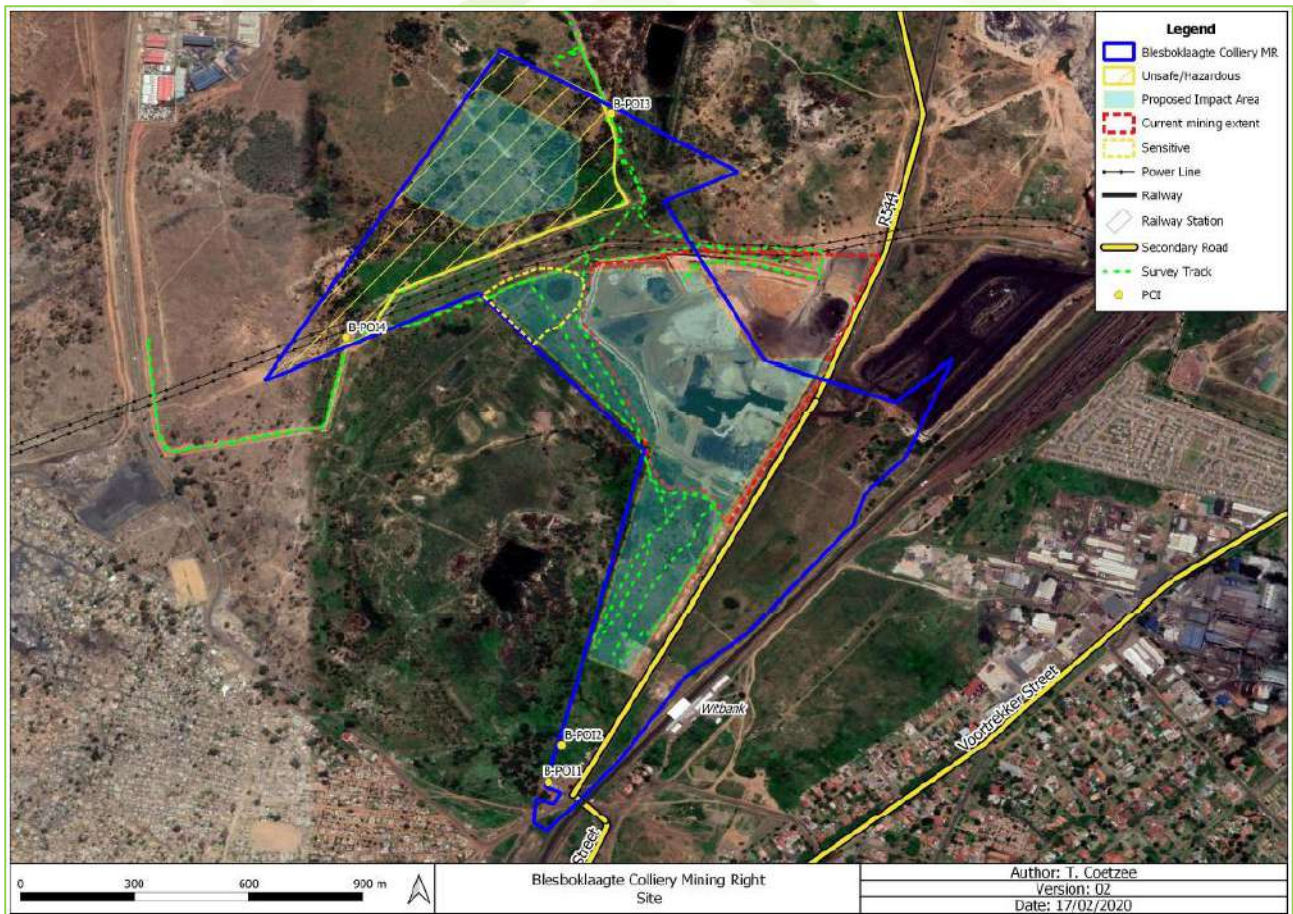 Legend
Blesboklaagte Colliery MR
Unsafe/Hazardous
Proposed Impact Area
Current mining extent
Sensitive
Power Line
Railway
Railway Station
Secondary Road
Survey Track
POI
B-POI3
R544
B-POI4
Witbank
Voortrekker Street
B-POI2
B-POI1
Street
0 300 600 900 m
Blesboklaagte Colliery Mining Right
Site
Author: T. Coetzee
Version: 02
Date: 17/02/2020